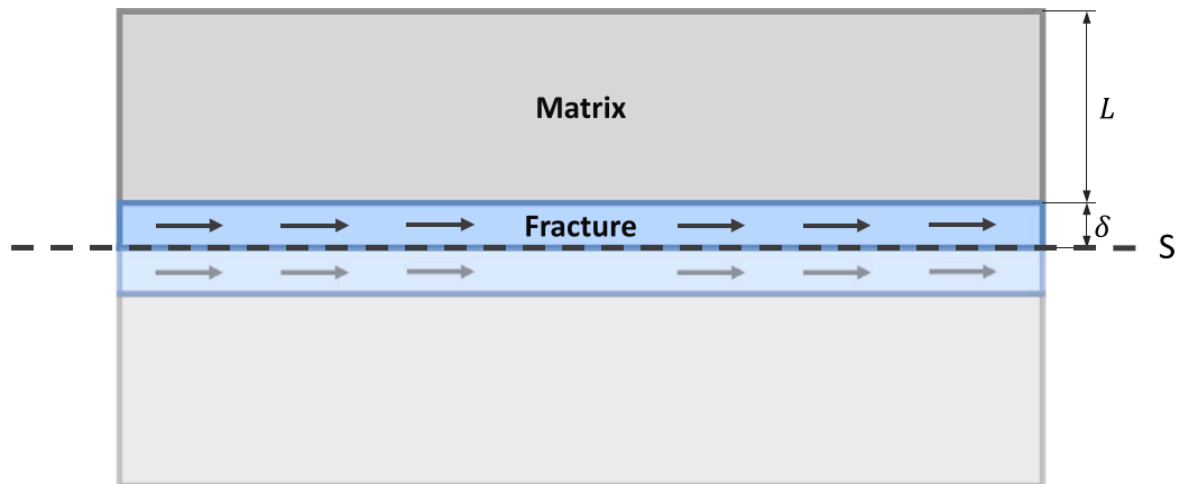 Matrix
L
Fracture
δ
S